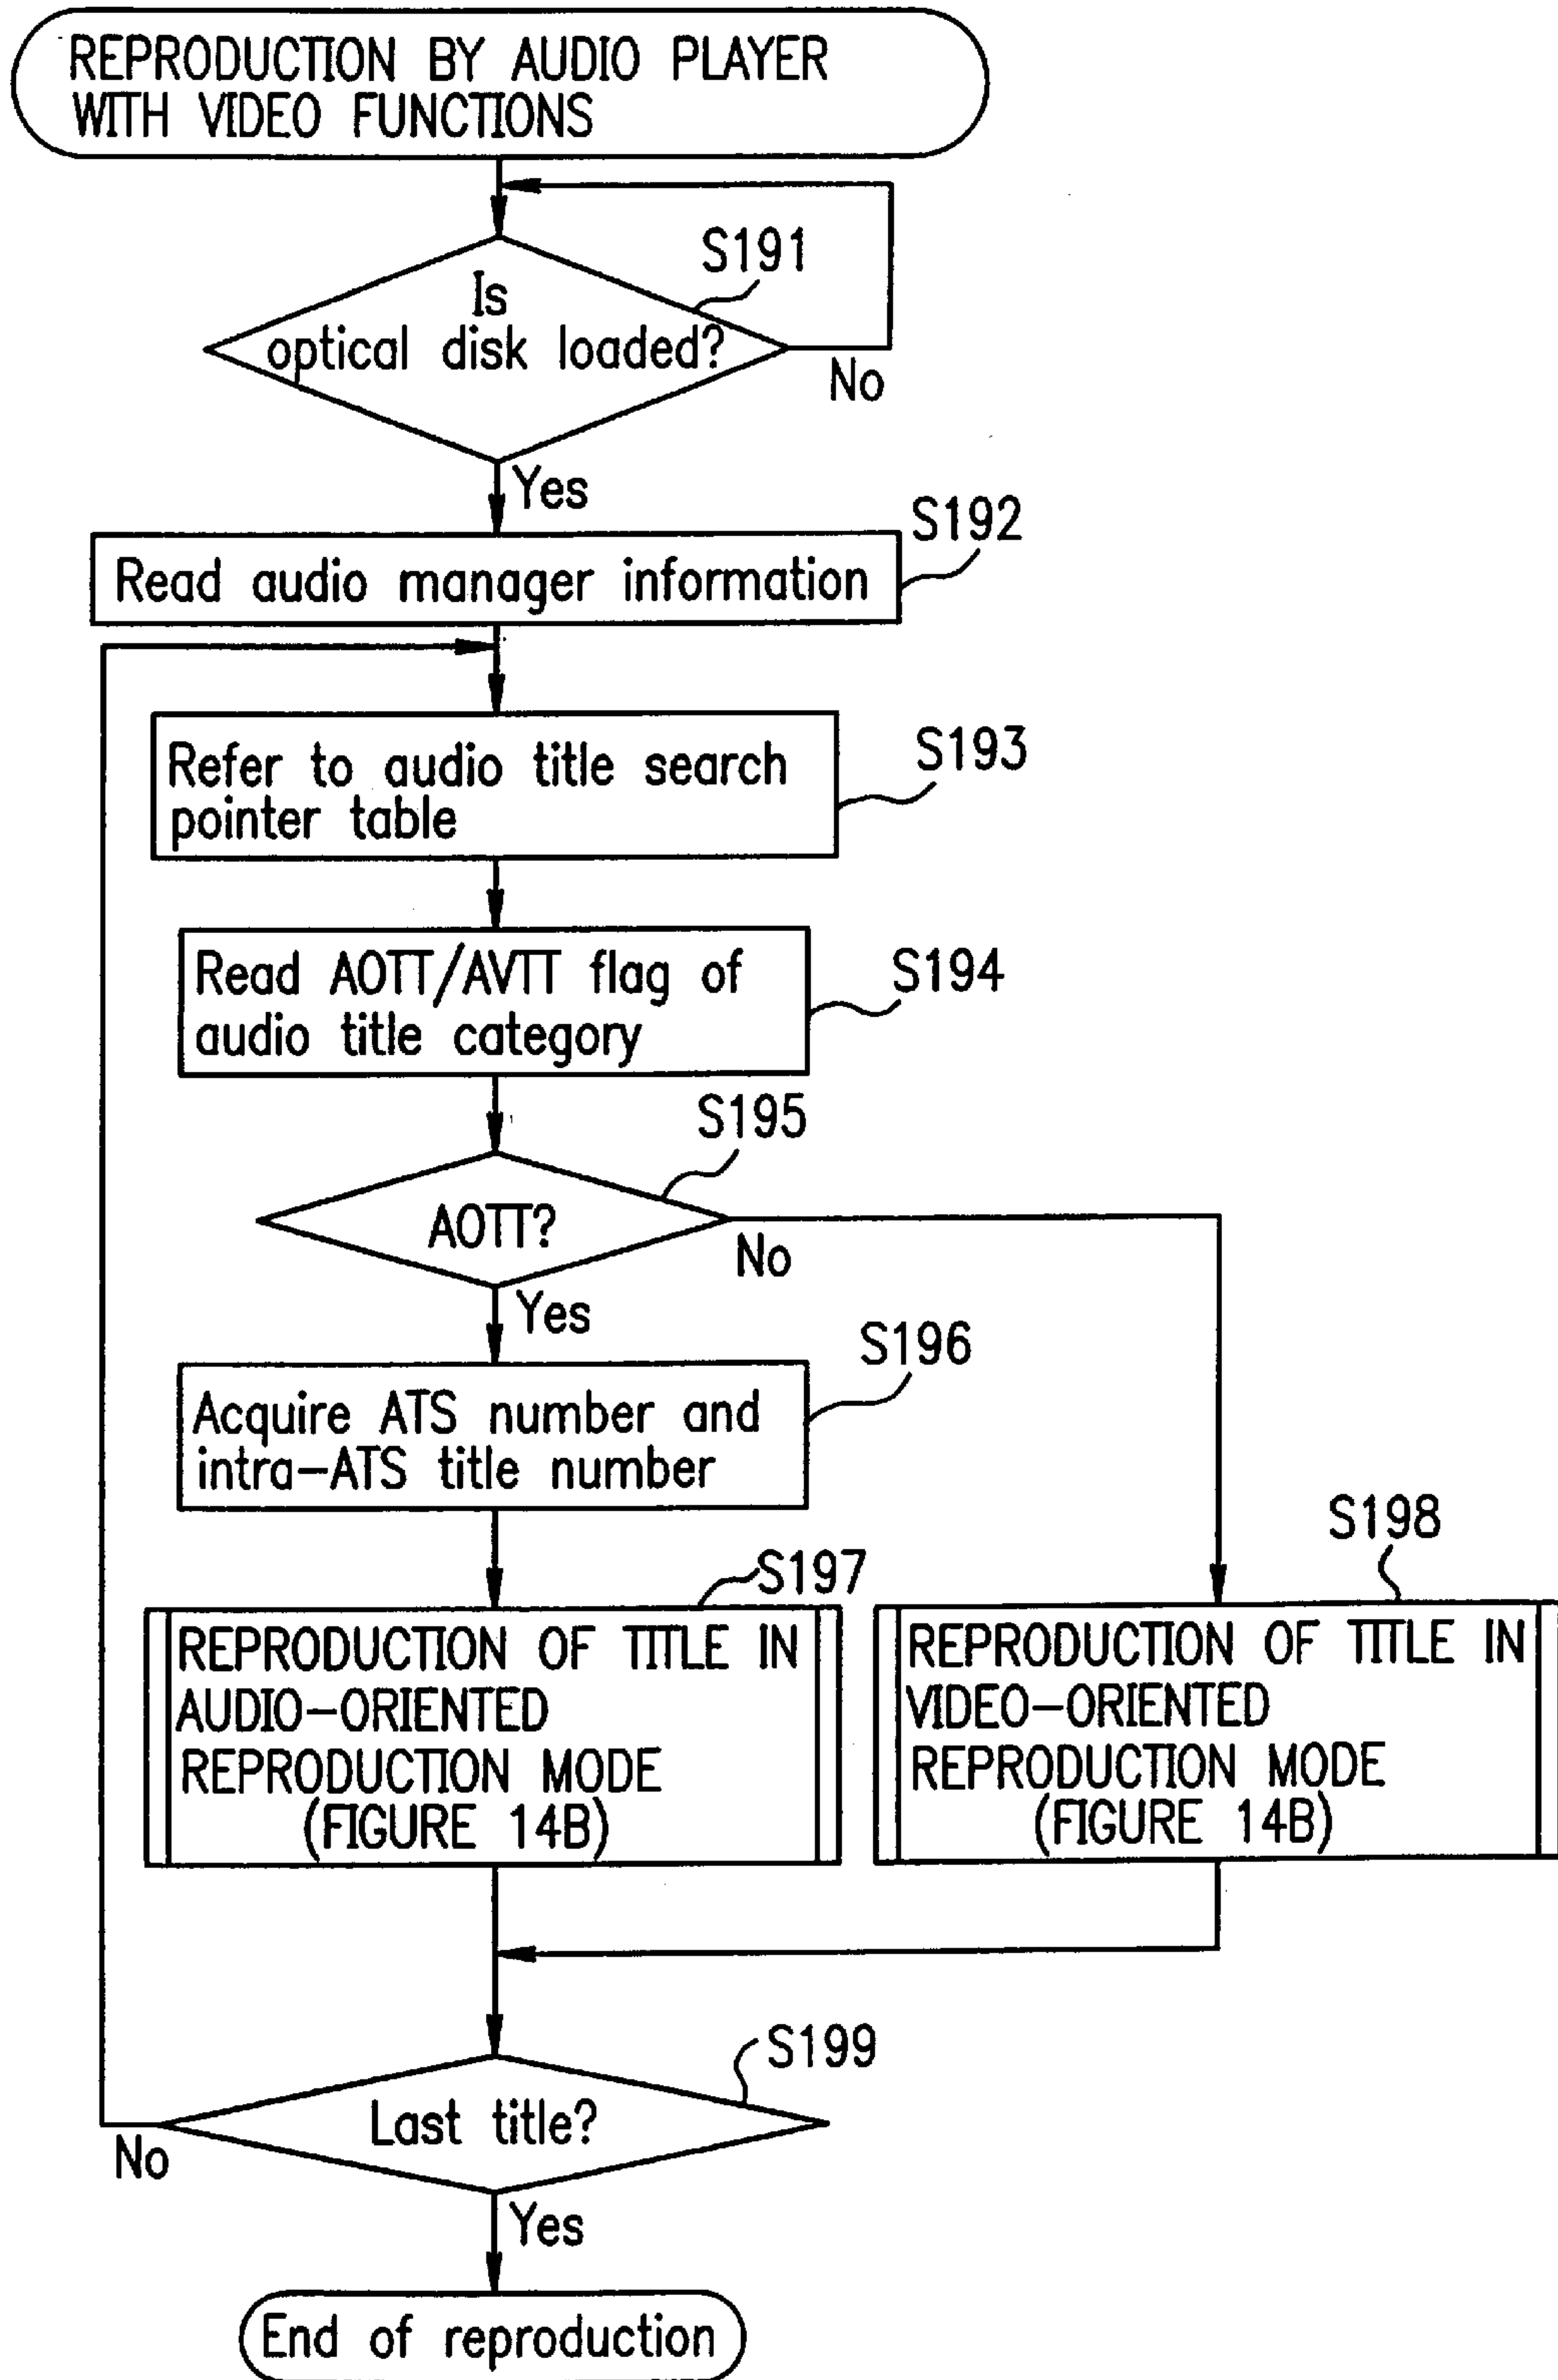 REPRODUCTION BY AUDIO PLAYER
WITH VIDEO FUNCTIONS
S191
Is
optical disk loaded?
No
Yes
S192
Read audio manager information
Refer to audio title search
pointer table
S193
Read AOTT/AVTT flag of
audio title category
S194
S195
AOTT?
No
Yes
S196
Acquire ATS number and
intra-ATS title number
S197
REPRODUCTION OF TITLE IN
AUDIO-ORIENTED
REPRODUCTION MODE
(FIGURE 14B)
S198
REPRODUCTION OF TITLE IN
VIDEO-ORIENTED
REPRODUCTION MODE
(FIGURE 14B)
S199
Last title?
No
Yes
End of reproduction